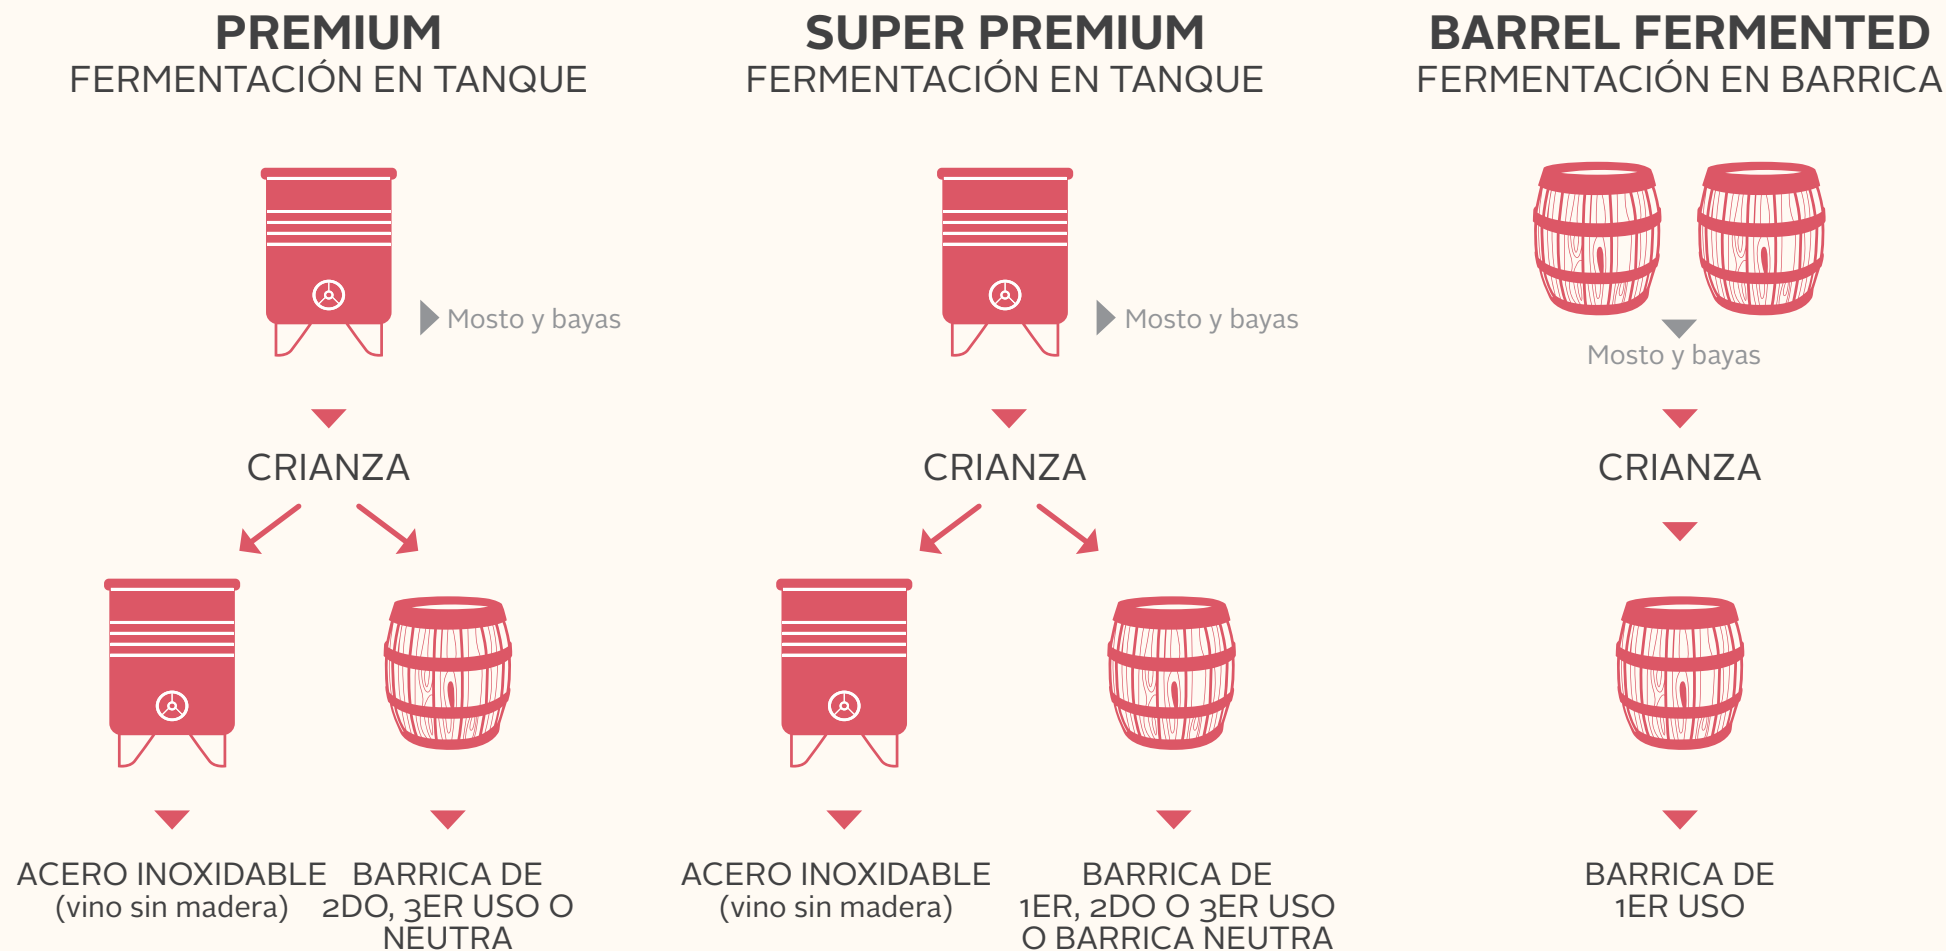 PREMIUM
FERMENTACIÓN EN TANQUE
Mosto y bayas
CRIANZA
ACERO INOXIDABLE
(vino sin madera)
BARRICA DE
2DO, 3ER USO O
NEUTRA
SUPER PREMIUM
FERMENTACIÓN EN TANQUE
Mosto y bayas
CRIANZA
ACERO INOXIDABLE
(vino sin madera)
BARRICA DE
1ER, 2DO O 3ER USO
O BARRICA NEUTRA
BARREL FERMENTED
FERMENTACIÓN EN BARRICA
Mosto y bayas
CRIANZA
BARRICA DE
1ER USO